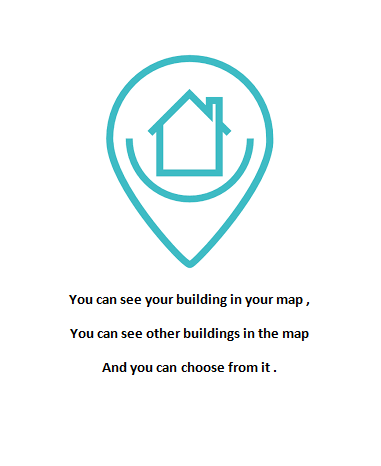 You can see your building in your map ,
You can see other buildings in the map
And you can choose from it .